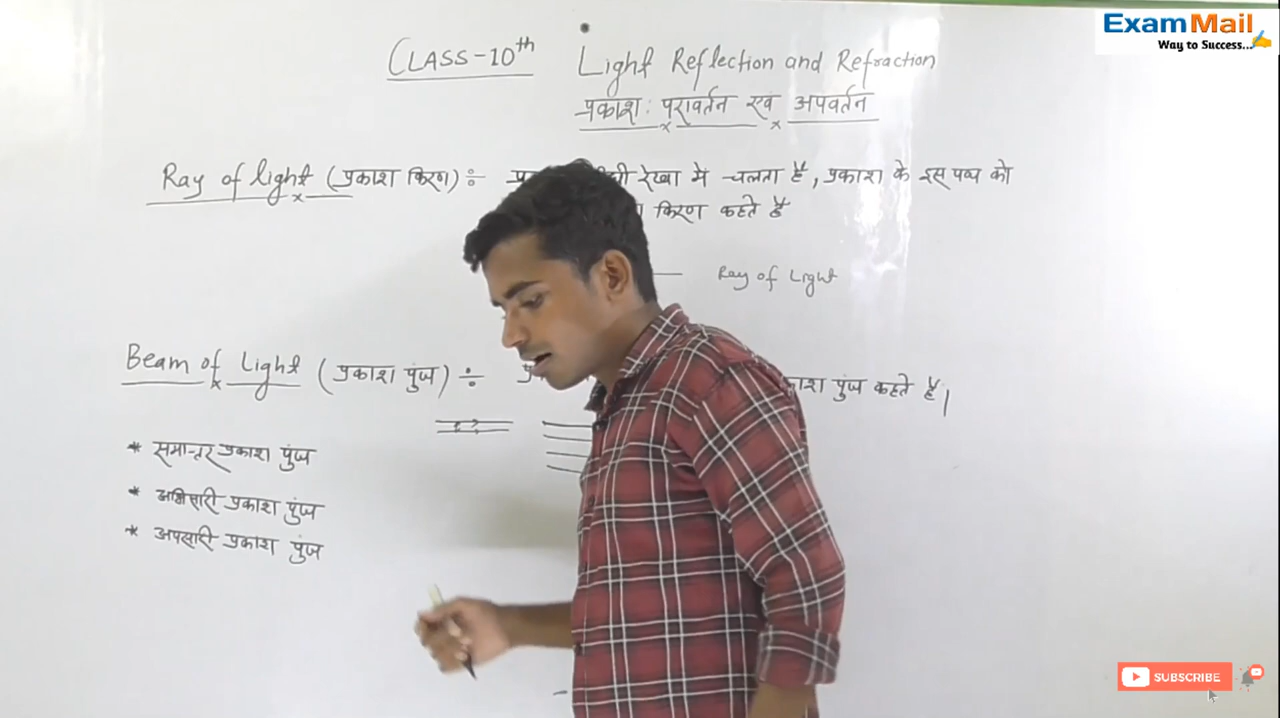 ExamMail
Way to Success...
CLASS-10th Light Reflection and Refraction
प्रकाश: परावर्तन एवं अपवर्तन
Ray of light (प्रकाश किरण) ÷ रेखा में चलता है, प्रकाश के इस पथ को
किरण कहते है
Ray of Light
Beam of Light (प्रकाश पुंज) ÷ पुंज कहते है।
* समान्तर प्रकाश पुंज
* अभिसारी प्रकाश पुंज
* अपसारी प्रकाश पुंज
SUBSCRIBE